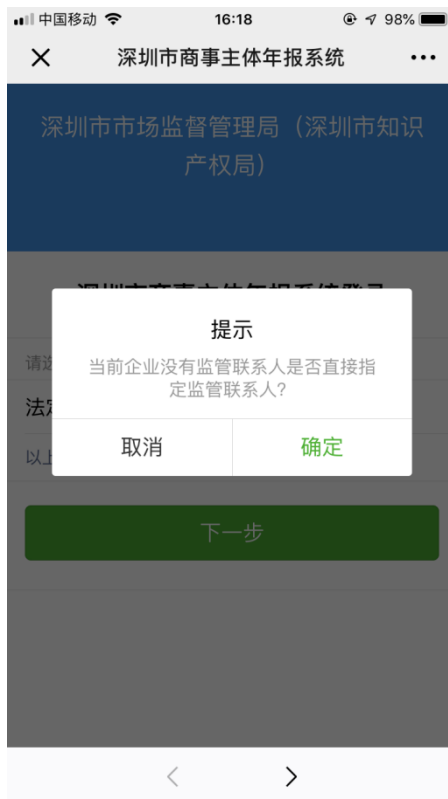 中国移动 16:18 98%
深圳市商事主体年报系统
深圳市市场监督管理局（深圳市知识
产权局）
提示
当前企业没有监管联系人是否直接指
定监管联系人?
取消 确定
下一步